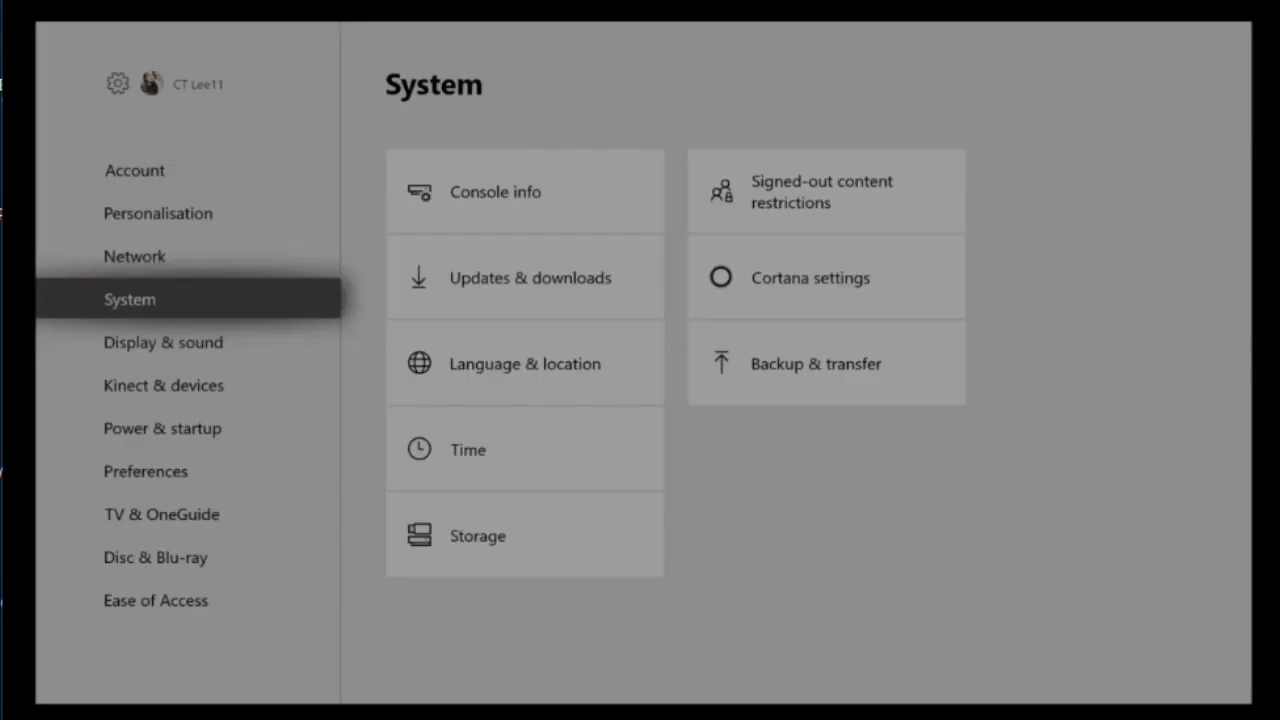 CT Lee11
Account
Personalisation
Network
System
Display & sound
Kinect & devices
Power & startup
Preferences
TV & OneGuide
Disc & Blu-ray
Ease of Access
System
Console info
Updates & downloads
Language & location
Time
Storage
Signed-out content
restrictions
Cortana settings
Backup & transfer